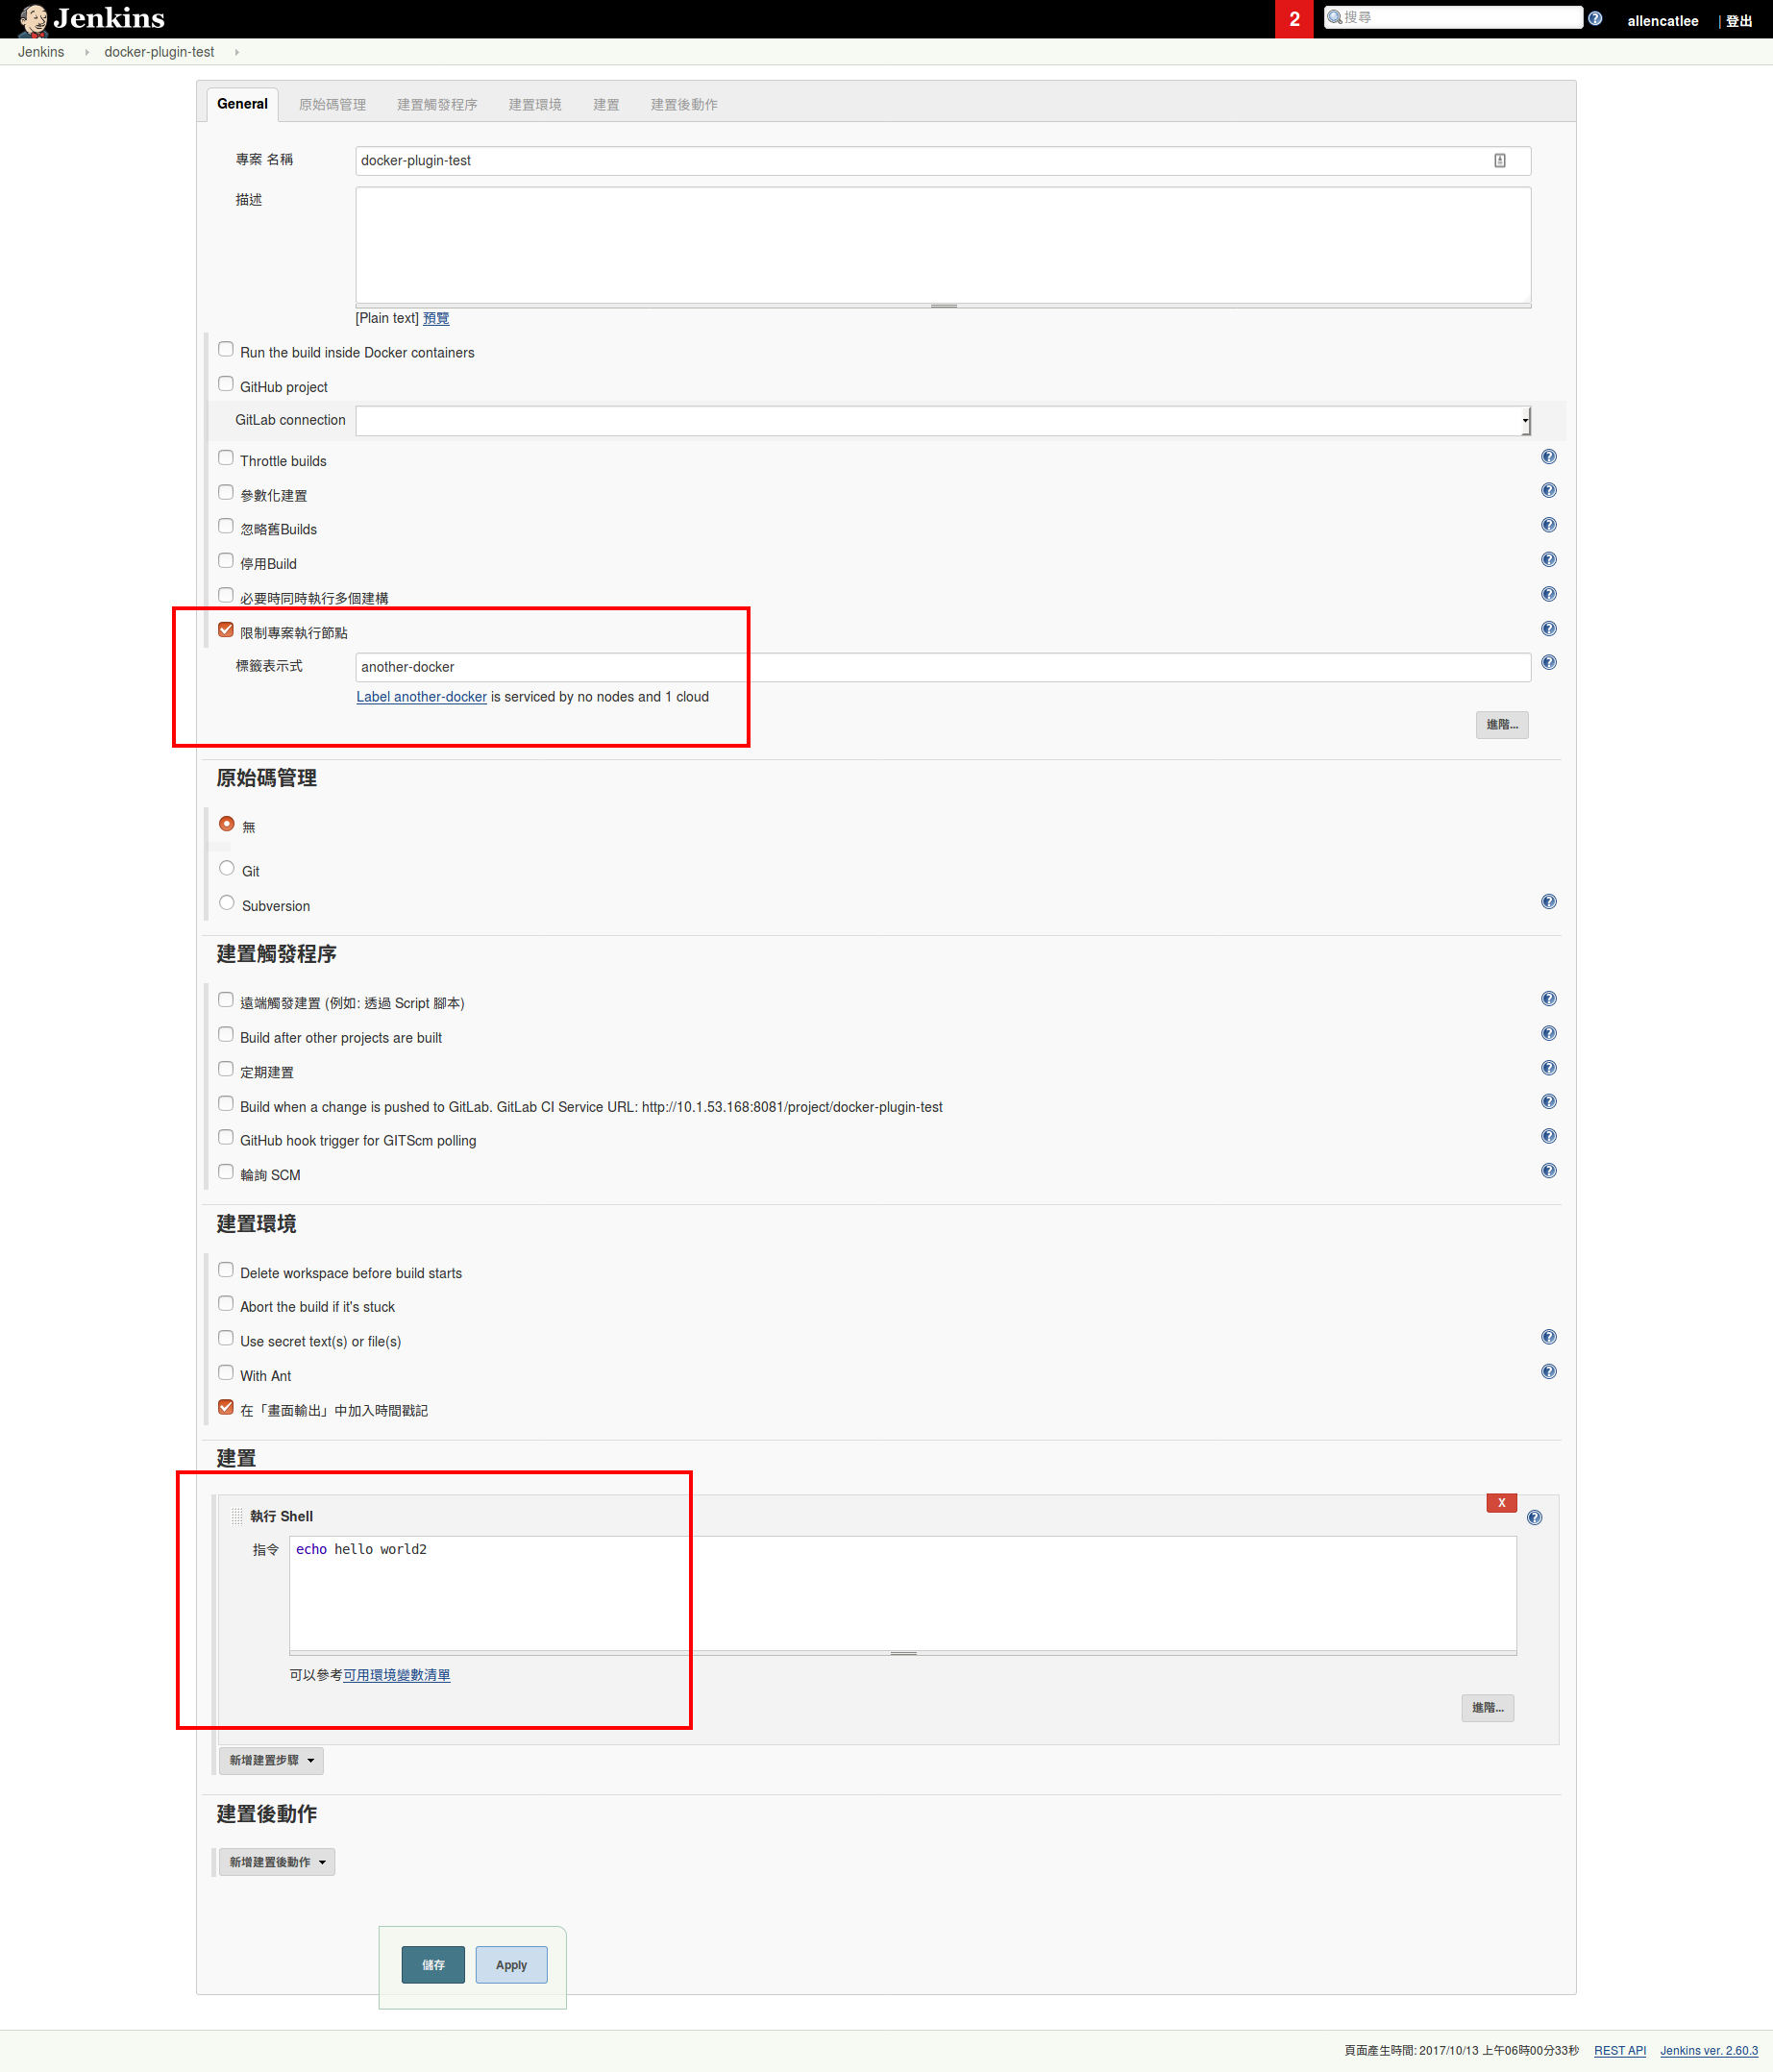 Jenkins
2
搜尋
allencatlee
| 登出
Jenkins
docker-plugin-test
General
原始碼管理
建置觸發程序
建置環境
建置
建置後動作
專案 名稱
docker-plugin-test
描述
[Plain text] 預覽
Run the build inside Docker containers
GitHub project
GitLab connection
Throttle builds
參數化建置
忽略舊Builds
停用Build
必要時同時執行多個建構
限制專案執行節點
標籤表示式
another-docker
Label another-docker is serviced by no nodes and 1 cloud
進階...
原始碼管理
無
Git
Subversion
建置觸發程序
遠端觸發建置 (例如: 透過 Script 腳本)
Build after other projects are built
定期建置
Build when a change is pushed to GitLab. GitLab CI Service URL: http://10.1.53.168:8081/project/docker-plugin-test
GitHub hook trigger for GITScm polling
輪詢 SCM
建置環境
Delete workspace before build starts
Abort the build if it's stuck
Use secret text(s) or file(s)
With Ant
在「畫面輸出」中加入時間戳記
建置
X
執行 Shell
指令
echo hello world2
可以參考可用環境變數清單
進階...
新增建置步驟
建置後動作
新增建置後動作
儲存
Apply
頁面產生時間: 2017/10/13 上午06時00分33秒
REST API
Jenkins ver. 2.60.3